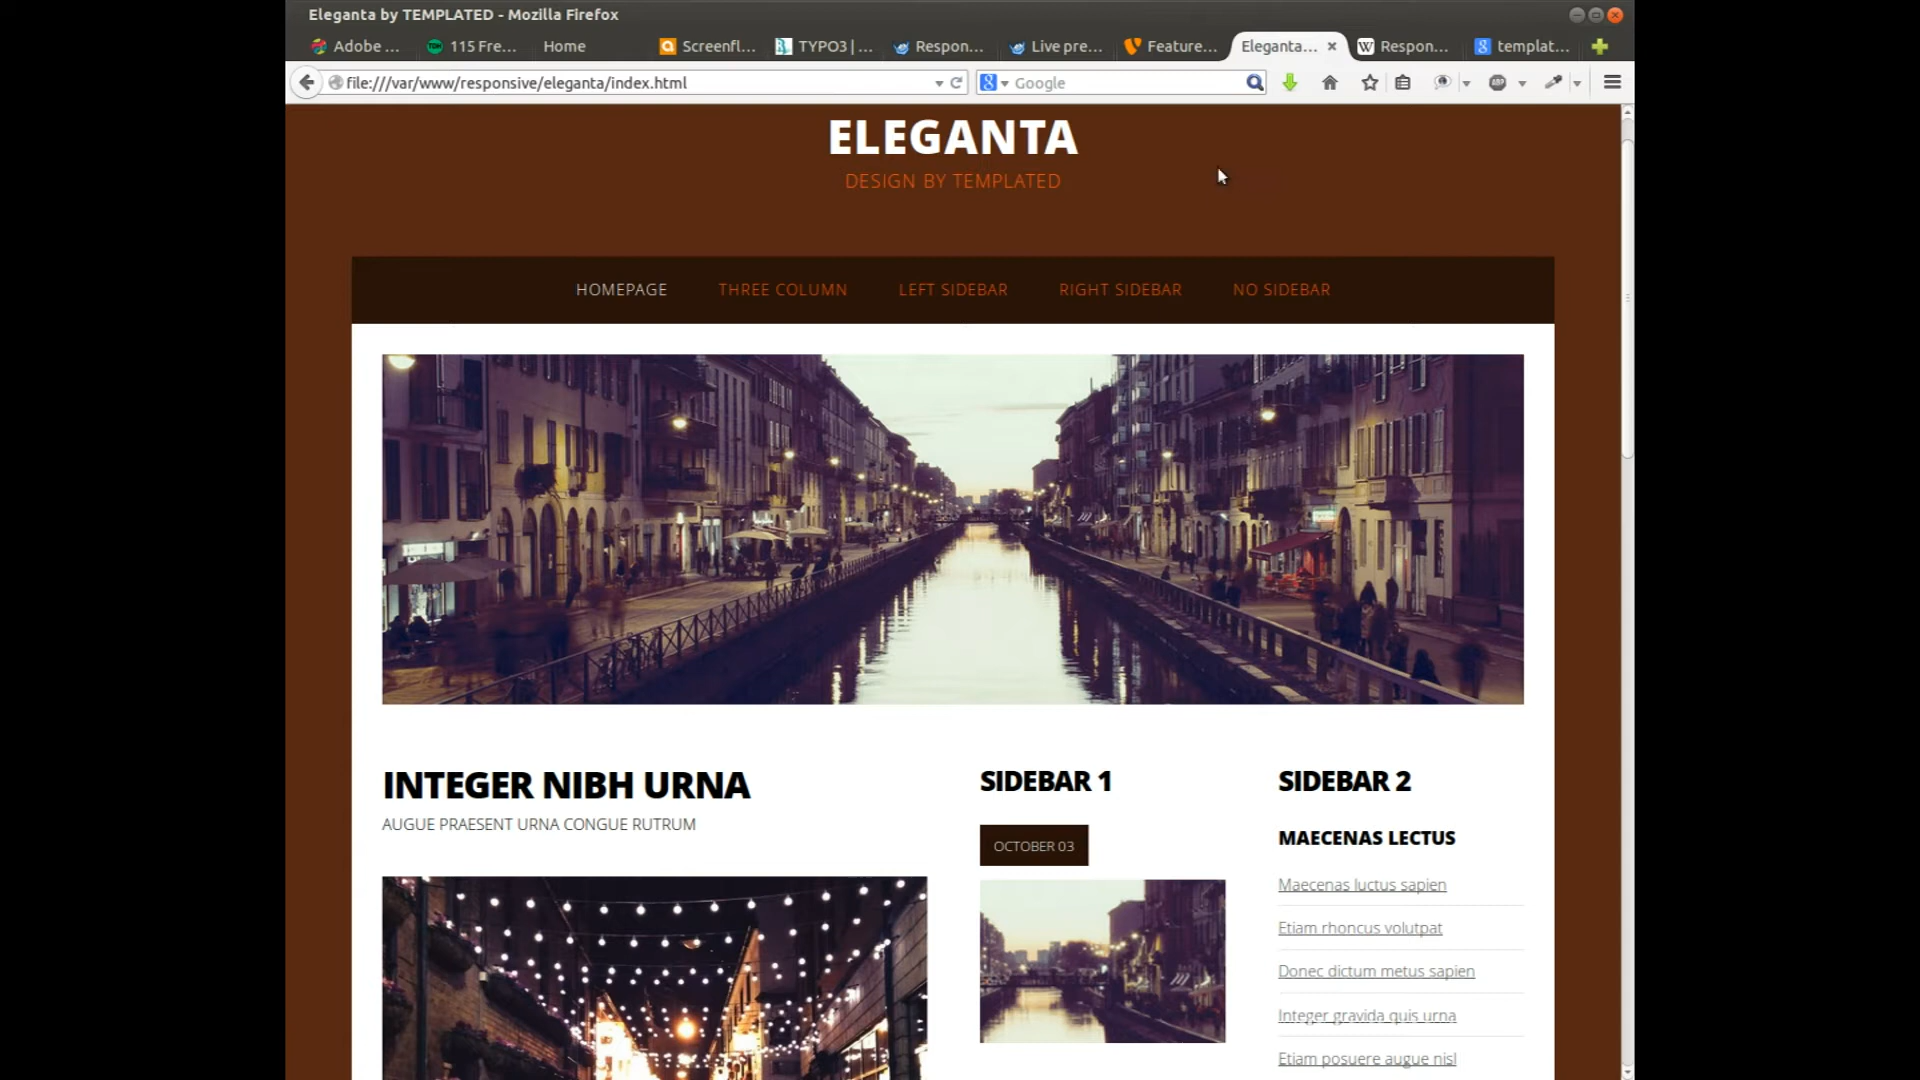 Eleganta by TEMPLATED - Mozilla Firefox
Adobe ...
115 Fre...
Home
Screenfl...
TYPO3 | ...
Respon...
Live pre...
Feature...
Eleganta...
W Respon...
8 templat...
file:///var/www/responsive/eleganta/index.html
8 Google
ABP
ELEGANTA
DESIGN BY TEMPLATED
HOMEPAGE
THREE COLUMN
LEFT SIDEBAR
RIGHT SIDEBAR
NO SIDEBAR
INTEGER NIBH URNA
AUGUE PRAESENT URNA CONGUE RUTRUM
SIDEBAR 1
OCTOBER 03
SIDEBAR 2
MAECENAS LECTUS
Maecenas luctus sapien
Etiam rhoncus volutpat
Donec dictum metus sapien
Integer gravida quis urna
Etiam posuere augue nisl